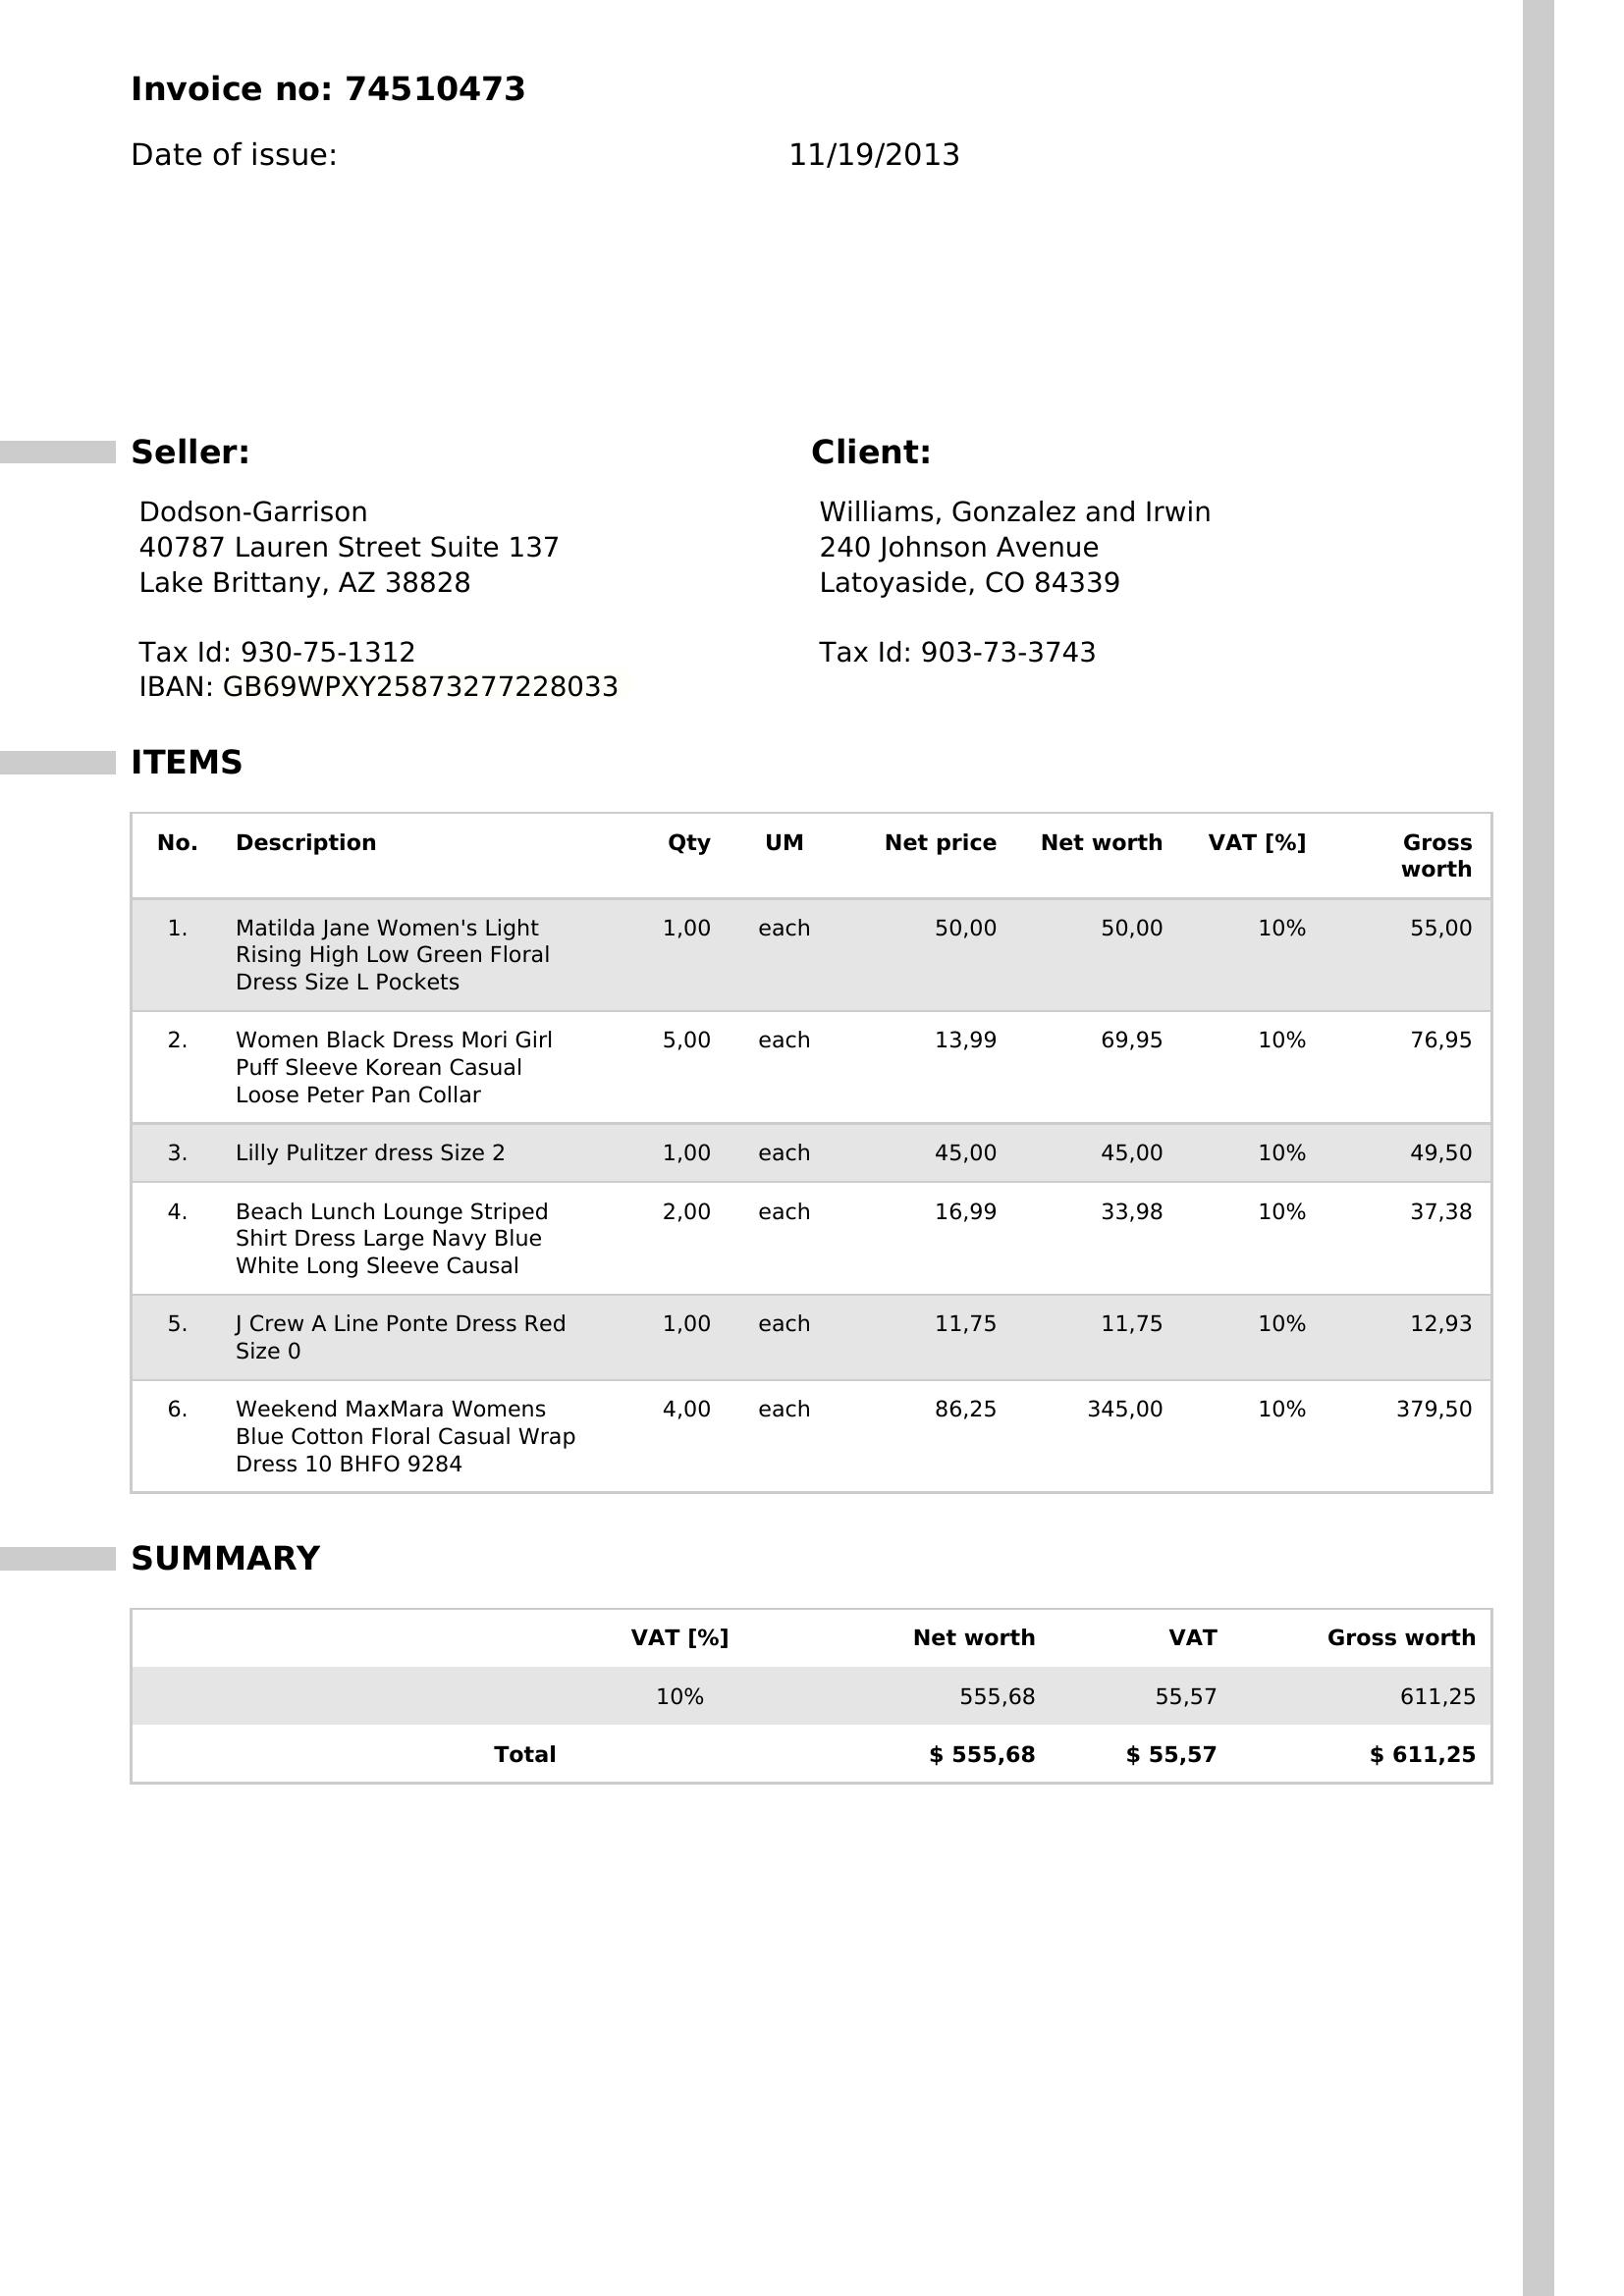 Invoice no: 74510473
Date of issue: 11/19/2013
Seller:
Dodson-Garrison
40787 Lauren Street Suite 137
Lake Brittany, AZ 38828
Tax Id: 930-75-1312
IBAN: GB69WPXY25873277228033
Client:
Williams, Gonzalez and Irwin
240 Johnson Avenue
Latoyaside, CO 84339
Tax Id: 903-73-3743
ITEMS
No. Description Qty UM Net price Net worth VAT [%] Gross
worth
1. Matilda Jane Women's Light 1,00 each 50,00 50,00 10% 55,00
Rising High Low Green Floral
Dress Size L Pockets
2. Women Black Dress Mori Girl 5,00 each 13,99 69,95 10% 76,95
Puff Sleeve Korean Casual
Loose Peter Pan Collar
3. Lilly Pulitzer dress Size 2 1,00 each 45,00 45,00 10% 49,50
4. Beach Lunch Lounge Striped 2,00 each 16,99 33,98 10% 37,38
Shirt Dress Large Navy Blue
White Long Sleeve Causal
5. J Crew A Line Ponte Dress Red 1,00 each 11,75 11,75 10% 12,93
Size 0
6. Weekend MaxMara Womens 4,00 each 86,25 345,00 10% 379,50
Blue Cotton Floral Casual Wrap
Dress 10 BHFO 9284
SUMMARY
VAT [%] Net worth VAT Gross worth
10% 555,68 55,57 611,25
Total $ 555,68 $ 55,57 $ 611,25